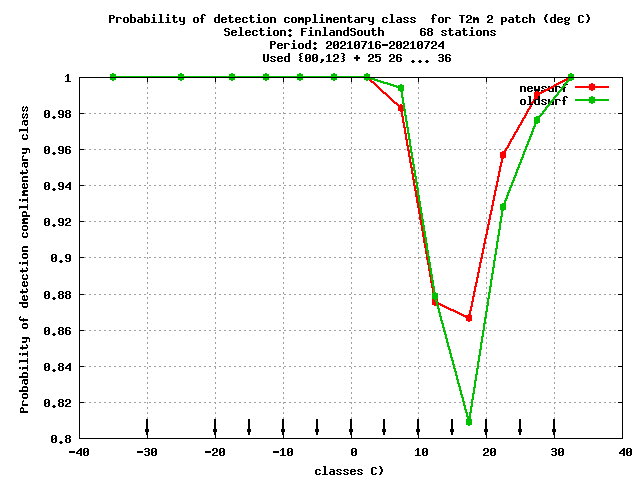 Probability of detection complimentary class  for T2m 2 patch (deg C)
Selection: FinlandSouth     68 stations
Period: 20210716-20210724
Used {00,12} + 25 26 ... 36
newsurf
oldsurf
Probability of detection complimentary class
1
0.98
0.96
0.94
0.92
0.9
0.88
0.86
0.84
0.82
0.8
-40 -30 -20 -10 0 10 20 30 40
classes C)